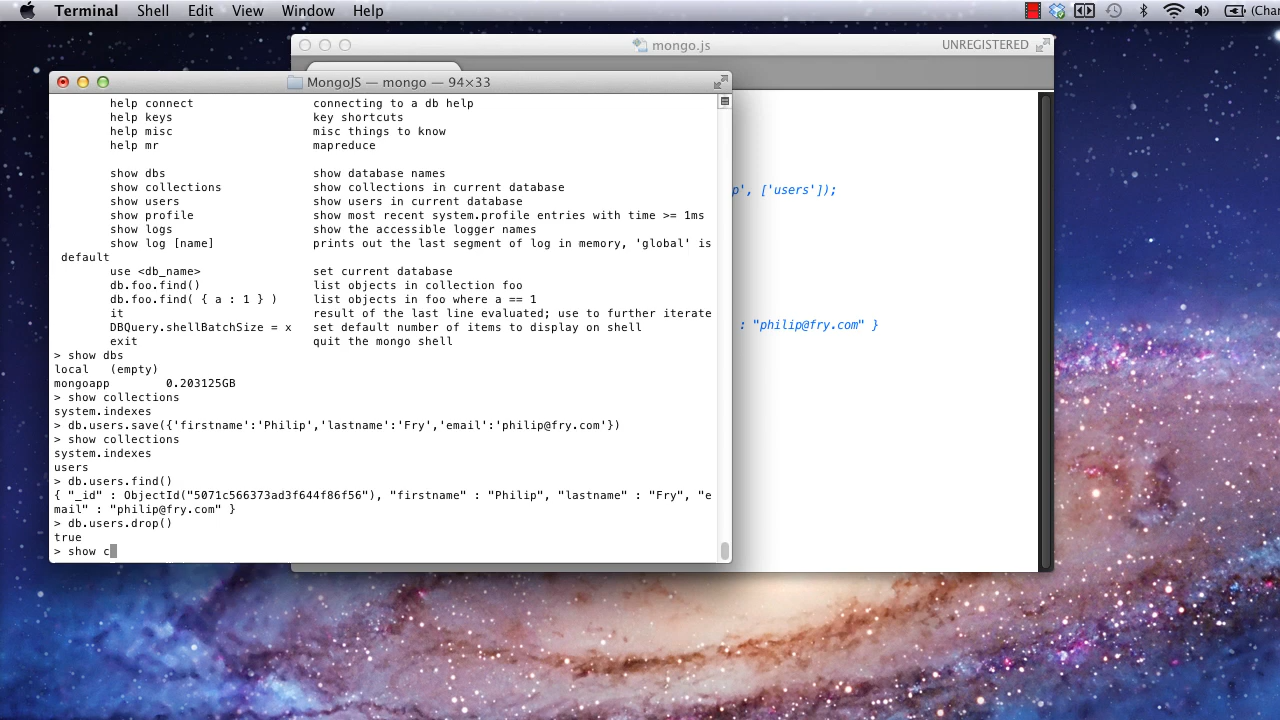 Terminal Shell Edit View Window Help (Char
mongo.js UNREGISTERED
MongoJS — mongo — 94×33
help connect connecting to a db help
help keys key shortcuts
help misc misc things to know
help mr mapreduce
show dbs show database names
show collections show collections in current database
show users show users in current database
show profile show most recent system.profile entries with time >= 1ms
show logs show the accessible logger names
show log [name] prints out the last segment of log in memory, 'global' is
default
use <db_name> set current database
db.foo.find() list objects in collection foo
db.foo.find( { a : 1 } ) list objects in foo where a == 1
it result of the last line evaluated; use to further iterate
DBQuery.shellBatchSize = x set default number of items to display on shell
exit quit the mongo shell
> show dbs
local (empty)
mongoapp 0.203125GB
> show collections
system.indexes
> db.users.save({'firstname':'Philip','lastname':'Fry','email':'philip@fry.com'})
> show collections
system.indexes
users
> db.users.find()
{ "_id" : ObjectId("5071c566373ad3f644f86f56"), "firstname" : "Philip", "lastname" : "Fry", "e
mail" : "philip@fry.com" }
> db.users.drop()
true
> show c
p', ['users']);
: "philip@fry.com" }